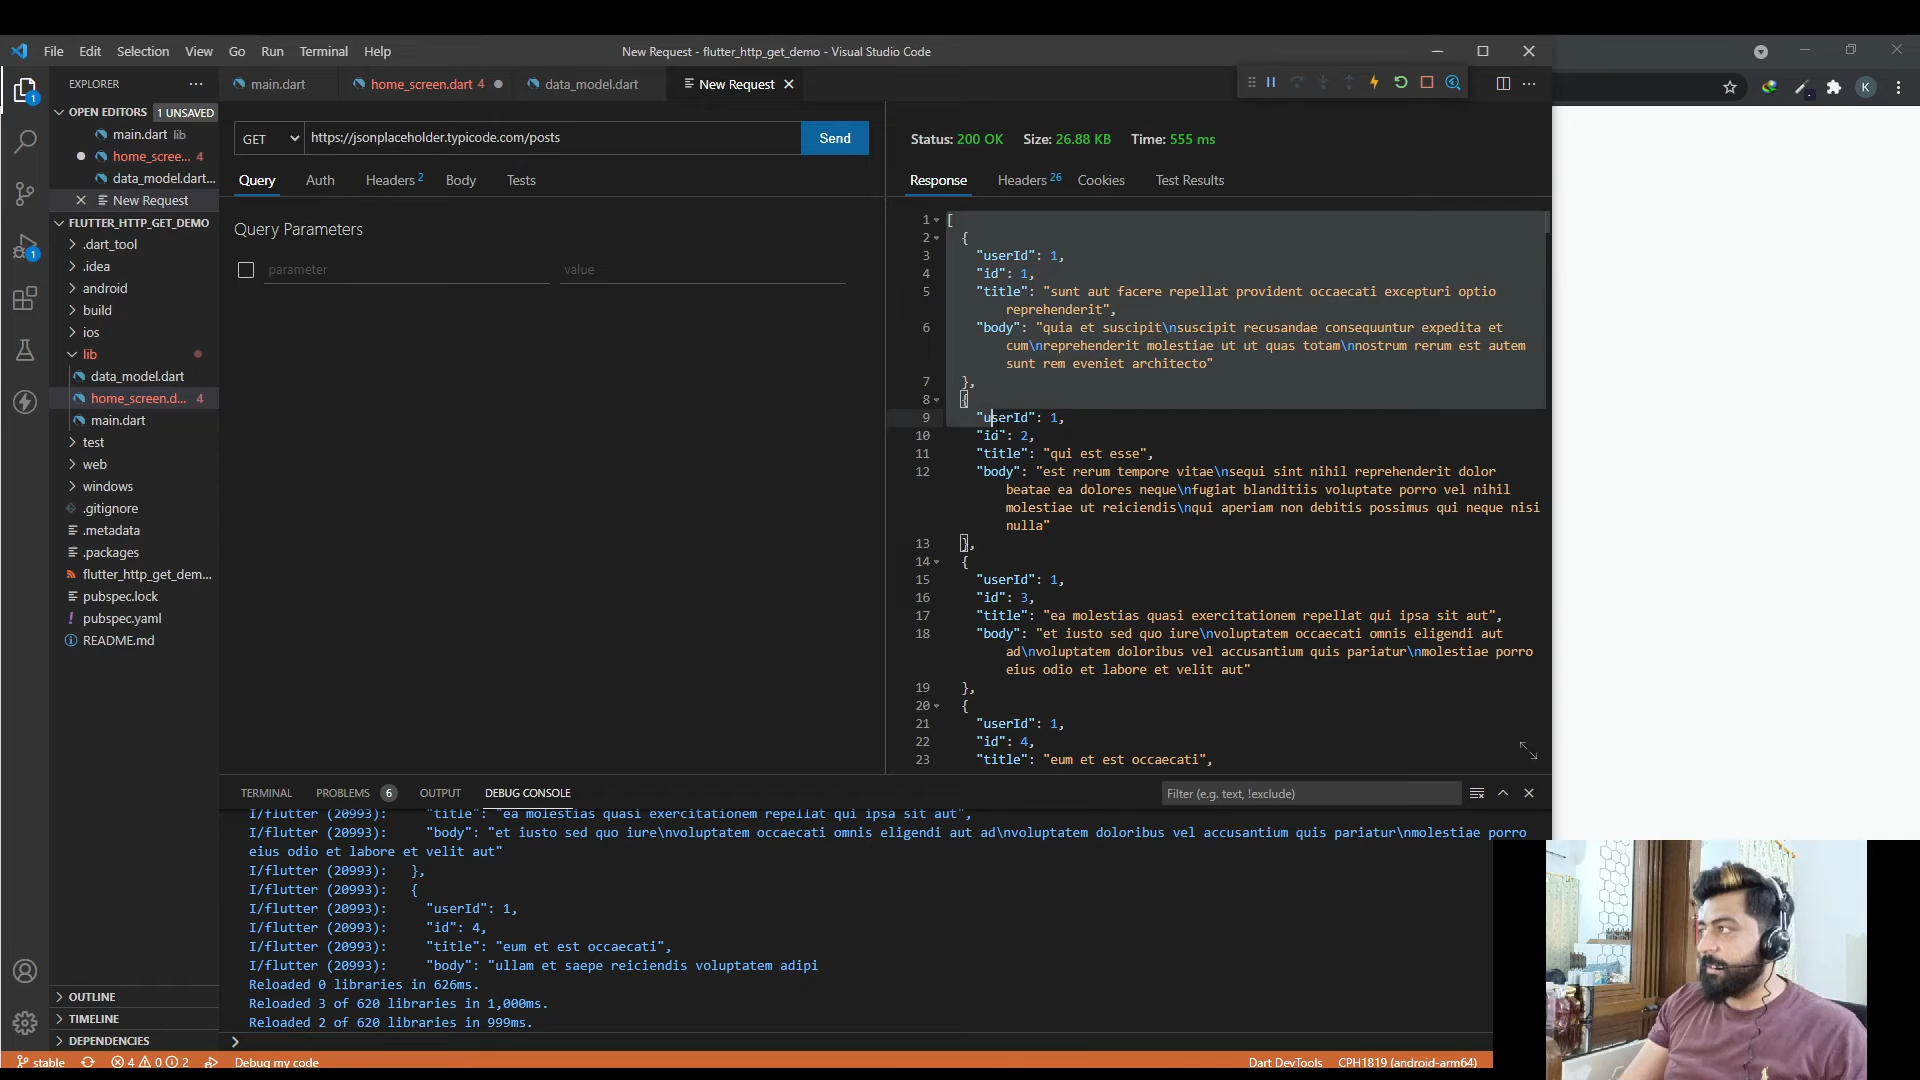 File Edit Selection View Go Run Terminal Help
New Request - flutter_http_get_demo - Visual Studio Code
EXPLORER
main.dart
home_screen.dart 4
data_model.dart
New Request
OPEN EDITORS 1 UNSAVED
main.dart lib
home_scree... 4
data_model.dart...
New Request
FLUTTER_HTTP_GET_DEMO
.dart_tool
.idea
android
build
ios
lib
data_model.dart
home_screen.d... 4
main.dart
test
web
windows
.gitignore
.metadata
.packages
flutter_http_get_dem...
pubspec.lock
pubspec.yaml
README.md
OUTLINE
TIMELINE
DEPENDENCIES
GET https://jsonplaceholder.typicode.com/posts Send
Query Auth Headers 2 Body Tests
Query Parameters
parameter value
Status: 200 OK Size: 26.88 KB Time: 555 ms
Response Headers 26 Cookies Test Results
1 [
2 {
3 "userId": 1,
4 "id": 1,
5 "title": "sunt aut facere repellat provident occaecati excepturi optio
reprehenderit",
6 "body": "quia et suscipit\nsuscipit recusandae consequuntur expedita et
cum\nreprehenderit molestiae ut ut quas totam\nnostrum rerum est autem
sunt rem eveniet architecto"
7 },
8 {
9 "userId": 1,
10 "id": 2,
11 "title": "qui est esse",
12 "body": "est rerum tempore vitae\nsequi sint nihil reprehenderit dolor
beatae ea dolores neque\nfugiat blanditiis voluptate porro vel nihil
molestiae ut reiciendis\nqui aperiam non debitis possimus qui neque nisi
nulla"
13 },
14 {
15 "userId": 1,
16 "id": 3,
17 "title": "ea molestias quasi exercitationem repellat qui ipsa sit aut",
18 "body": "et iusto sed quo iure\nvoluptatem occaecati omnis eligendi aut
ad\nvoluptatem doloribus vel accusantium quis pariatur\nmolestiae porro
eius odio et labore et velit aut"
19 },
20 {
21 "userId": 1,
22 "id": 4,
23 "title": "eum et est occaecati",
TERMINAL PROBLEMS 6 OUTPUT DEBUG CONSOLE
Filter (e.g. text, !exclude)
I/flutter (20993): "title": "ea molestias quasi exercitationem repellat qui ipsa sit aut",
I/flutter (20993): "body": "et iusto sed quo iure\nvoluptatem occaecati omnis eligendi aut ad\nvoluptatem doloribus vel accusantium quis pariatur\nmolestiae porro
eius odio et labore et velit aut"
I/flutter (20993): },
I/flutter (20993): {
I/flutter (20993): "userId": 1,
I/flutter (20993): "id": 4,
I/flutter (20993): "title": "eum et est occaecati",
I/flutter (20993): "body": "ullam et saepe reiciendis voluptatem adipi
Reloaded 0 libraries in 626ms.
Reloaded 3 of 620 libraries in 1,000ms.
Reloaded 2 of 620 libraries in 999ms.
stable 4 0 2 Debug my code
Dart DevTools CPH1819 (android-arm64)
1
1
K